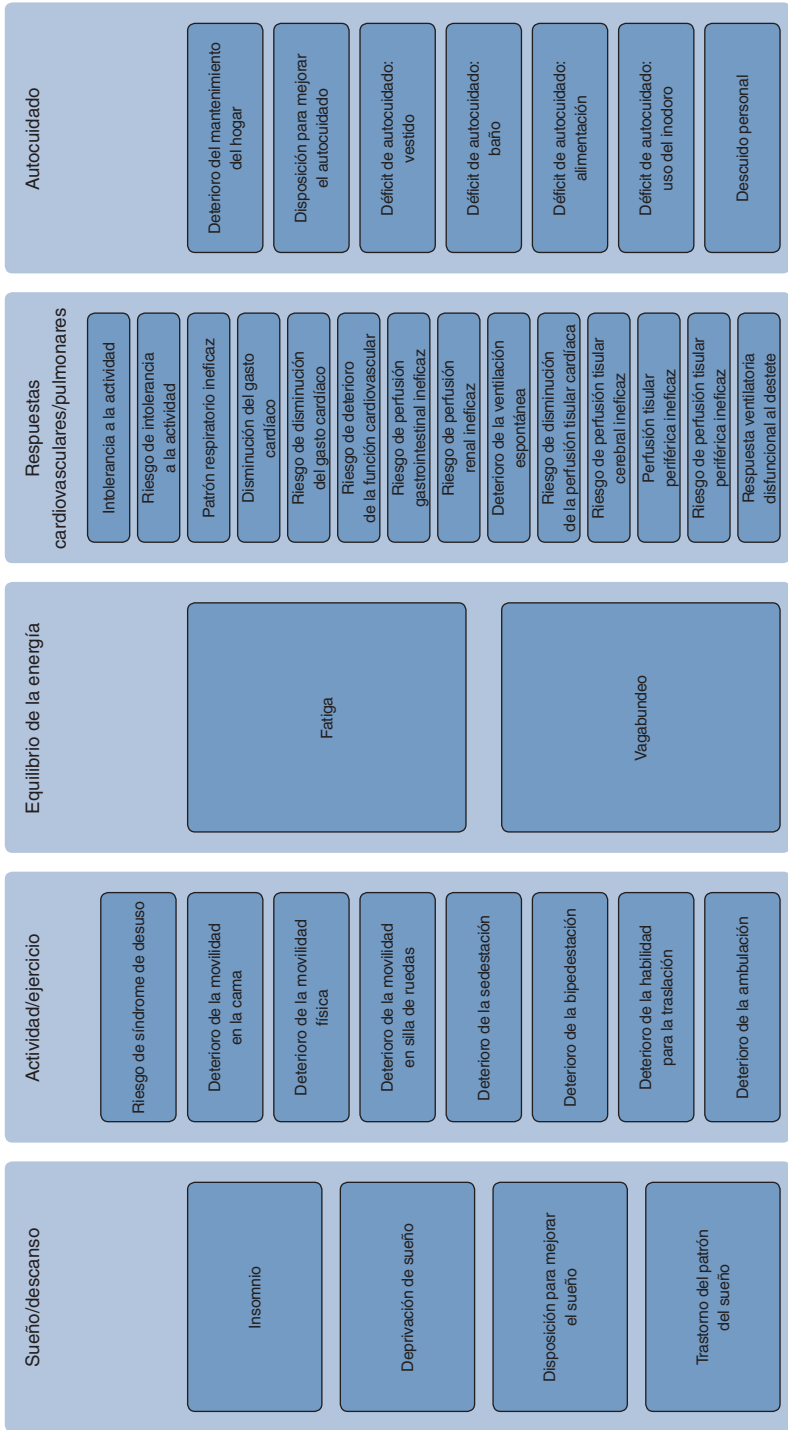 Sueño/descanso
Insomnio
Deprivación de sueño
Disposición para mejorar
el sueño
Trastorno del patrón
del sueño
Actividad/ejercicio
Riesgo de síndrome de desuso
Deterioro de la movilidad
en la cama
Deterioro de la movilidad
física
Deterioro de la movilidad
en silla de ruedas
Deterioro de la sedestación
Deterioro de la bipedestación
Deterioro de la habilidad
para la traslación
Deterioro de la ambulación
Equilibrio de la energía
Fatiga
Vagabundeo
Respuestas
cardiovasculares/pulmonares
Intolerancia a la actividad
Riesgo de intolerancia
a la actividad
Patrón respiratorio ineficaz
Disminución del gasto
cardíaco
Riesgo de disminución
del gasto cardíaco
Riesgo de deterioro
de la función cardiovascular
Riesgo de perfusión
gastrointestinal ineficaz
Riesgo de perfusión
renal ineficaz
Deterioro de la ventilación
espontánea
Riesgo de disminución
de la perfusión tisular cardíaca
Riesgo de perfusión tisular
cerebral ineficaz
Perfusión tisular
periférica ineficaz
Riesgo de perfusión tisular
periférica ineficaz
Respuesta ventilatoria
disfuncional al destete
Autocuidado
Deterioro del mantenimiento
del hogar
Disposición para mejorar
el autocuidado
Déficit de autocuidado:
vestido
Déficit de autocuidado:
baño
Déficit de autocuidado:
alimentación
Déficit de autocuidado:
uso del inodoro
Descuido personal